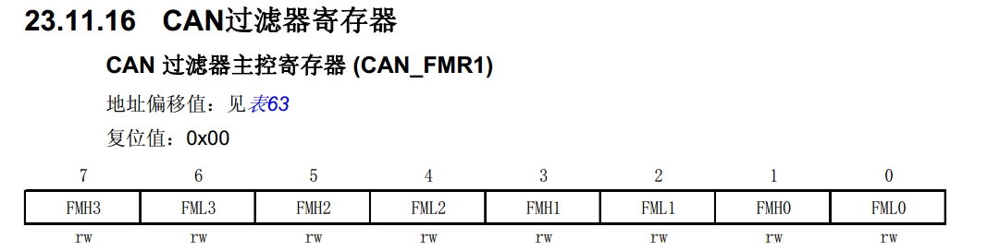 23.11.16 CAN过滤器寄存器
CAN 过滤器主控寄存器 (CAN_FMR1)
地址偏移值：见表63
复位值：0x00
7 6 5 4 3 2 1 0
FMH3 FML3 FMH2 FML2 FMH1 FML1 FMH0 FML0
rw rw rw rw rw rw rw rw